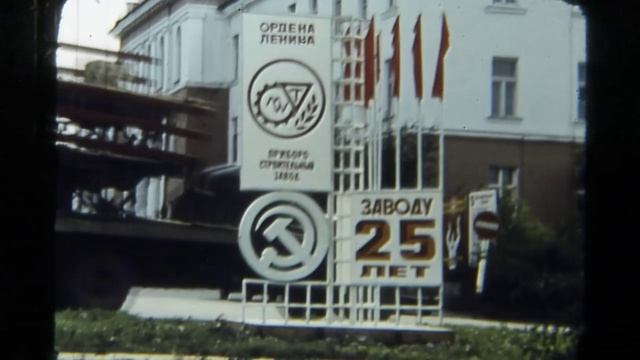 ОРДЕНА
ЛЕНИНА
ПРИБОРО
СТРОИТЕЛЬНЫЙ
ЗАВОД
ЗАВОДУ
25
ЛЕТ